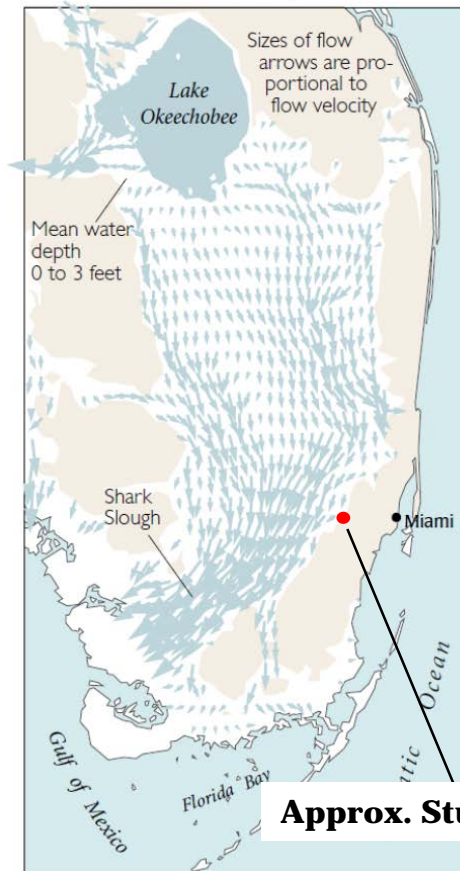 Sizes of flow
arrows are pro-
portional to
flow velocity
Lake
Okeechobee
Mean water
depth
0 to 3 feet
Shark
Slough
Miami
Gulf of Mexico
Florida Bay
Ocean
Approx.